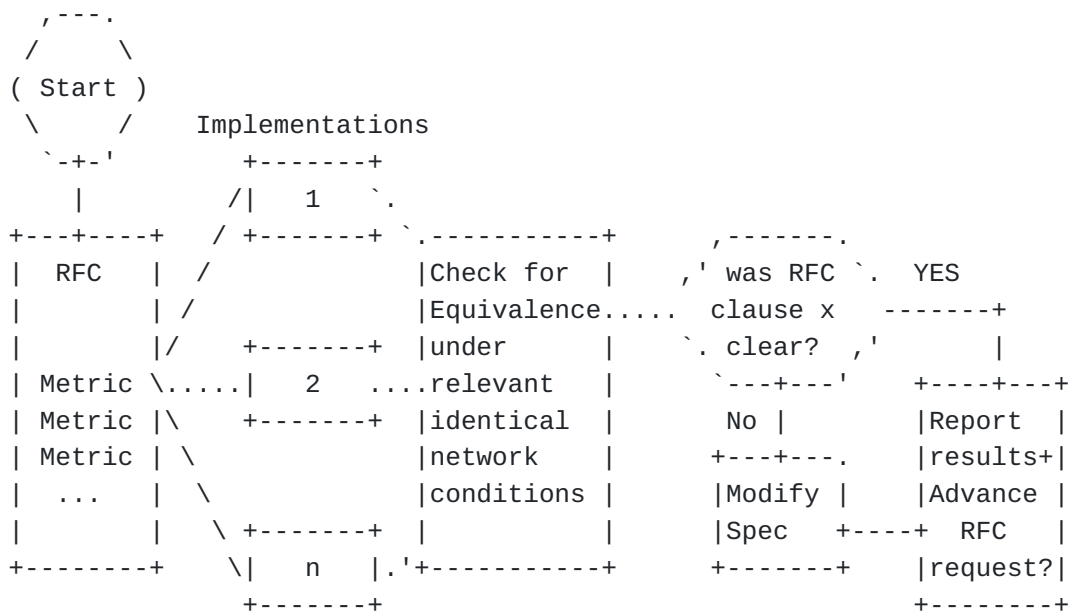 ,---.
 /     \
( Start )
 \     /    Implementations
  `-+-'        +-------+
    |         /|   1   `.
+---+----+   / +-------+ `.-----------+      ,-------.
|  RFC   |  /             |Check for  |    ,' was RFC `.  YES
|        | /              |Equivalence.....  clause x   -------+
|        |/    +-------+  |under      |    `. clear?  ,'       |
| Metric \.....|   2   ....relevant   |      `---+---'    +----+---+
| Metric |\    +-------+  |identical  |       No |        |Report  |
| Metric | \              |network    |      +---+---.    |results+|
|  ...   |  \             |conditions |      |Modify |    |Advance |
|        |   \ +-------+  |           |      |Spec   +----+  RFC   |
+--------+    \|   n   |.'+-----------+      +-------+    |request?|
               +-------+                                  +--------+